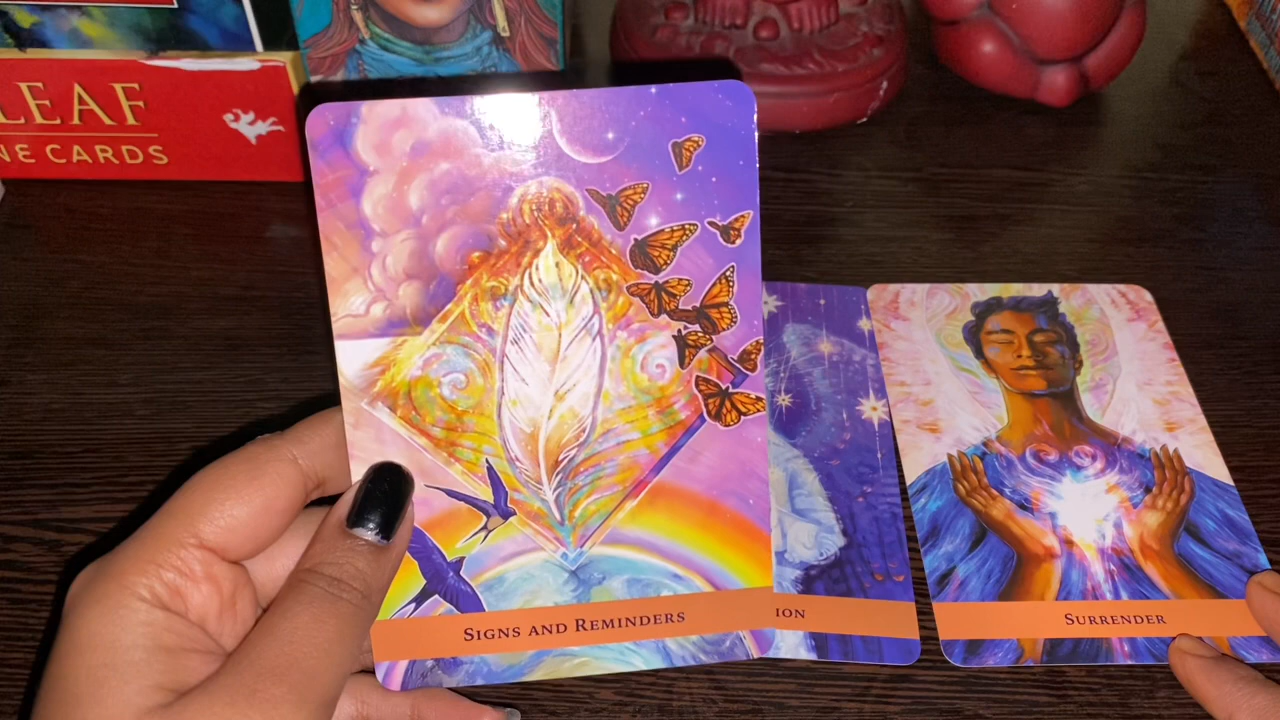 LEAF
NE CARDS
SIGNS AND REMINDERS
ION
SURRENDER